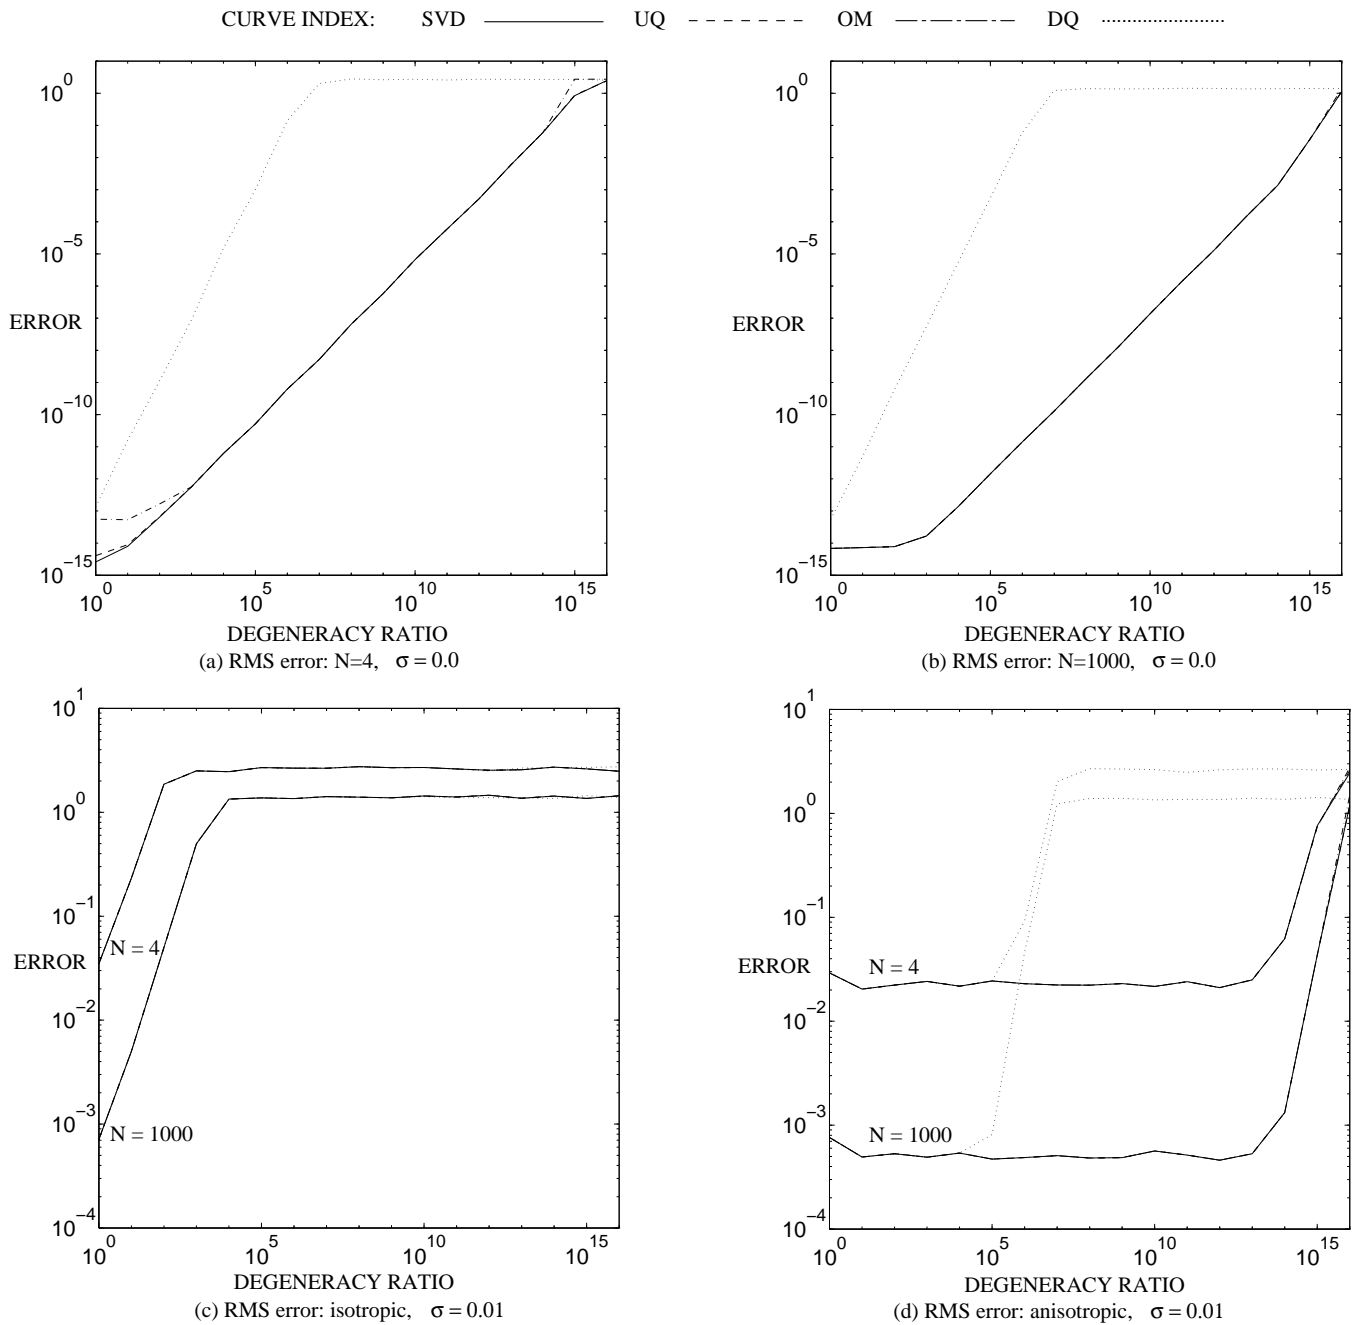 CURVE INDEX: SVD UQ OM DQ
10^0
10^-5
ERROR
10^-10
10^-15
10^0 10^5 10^10 10^15
DEGENERACY RATIO
(a) RMS error: N=4, σ = 0.0
10^0
10^-5
ERROR
10^-10
10^-15
10^0 10^5 10^10 10^15
DEGENERACY RATIO
(b) RMS error: N=1000, σ = 0.0
10^1
10^0
10^-1
N = 4
ERROR
10^-2
10^-3
N = 1000
10^-4
10^0 10^5 10^10 10^15
DEGENERACY RATIO
(c) RMS error: isotropic, σ = 0.01
10^1
10^0
10^-1
N = 4
ERROR
10^-2
10^-3
N = 1000
10^-4
10^0 10^5 10^10 10^15
DEGENERACY RATIO
(d) RMS error: anisotropic, σ = 0.01